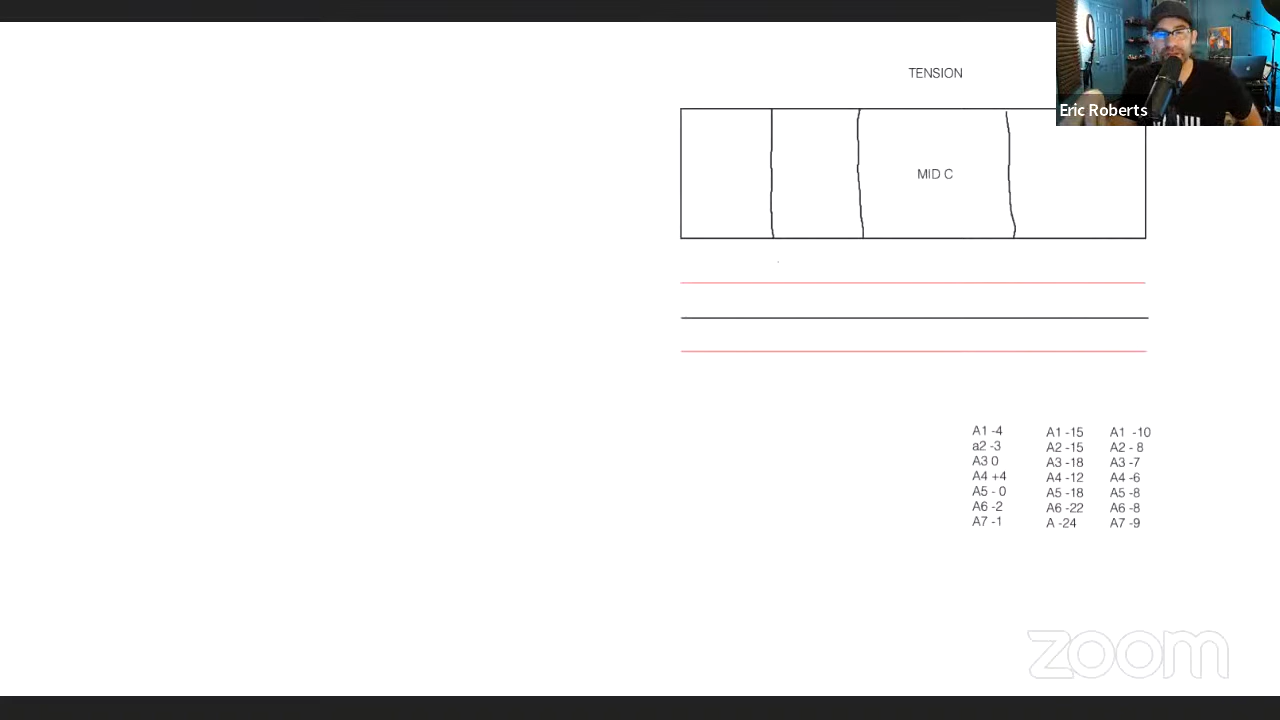 TENSION
Eric Roberts
MID C
A1 -4
a2 -3
A3 0
A4 +4
A5 - 0
A6 -2
A7 -1
A1 -15
A2 -15
A3 -18
A4 -12
A5 -18
A6 -22
A -24
A1  -10
A2 - 8
A3 -7
A4 -6
A5 -8
A6 -8
A7 -9
zoom